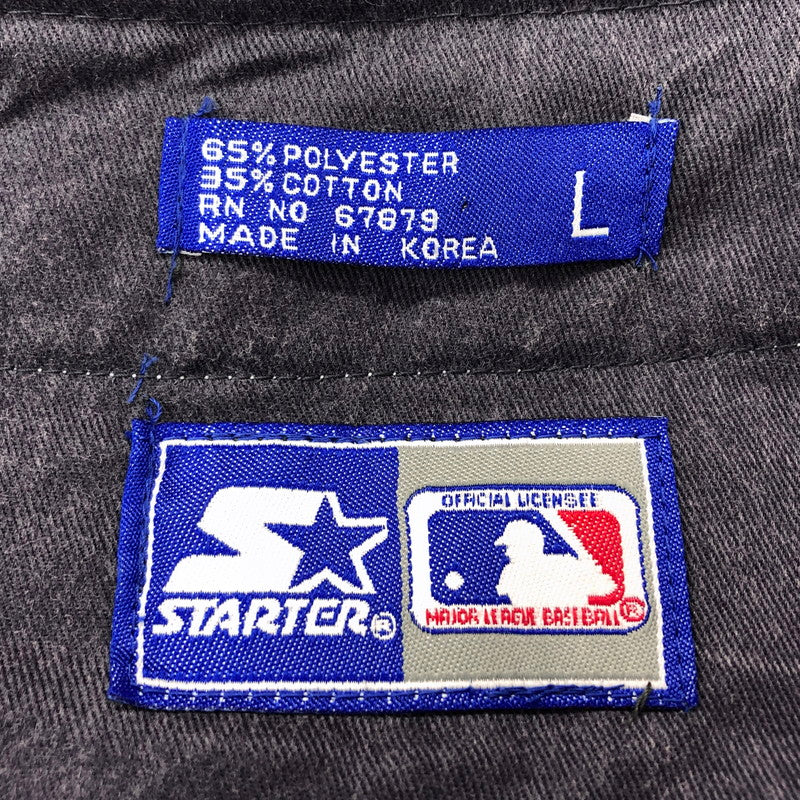 65% POLYESTER
35% COTTON
RN NO 67879
MADE IN KOREA
L
STARTER®
OFFICIAL LICENSEE
MAJOR LEAGUE BASEBALL®